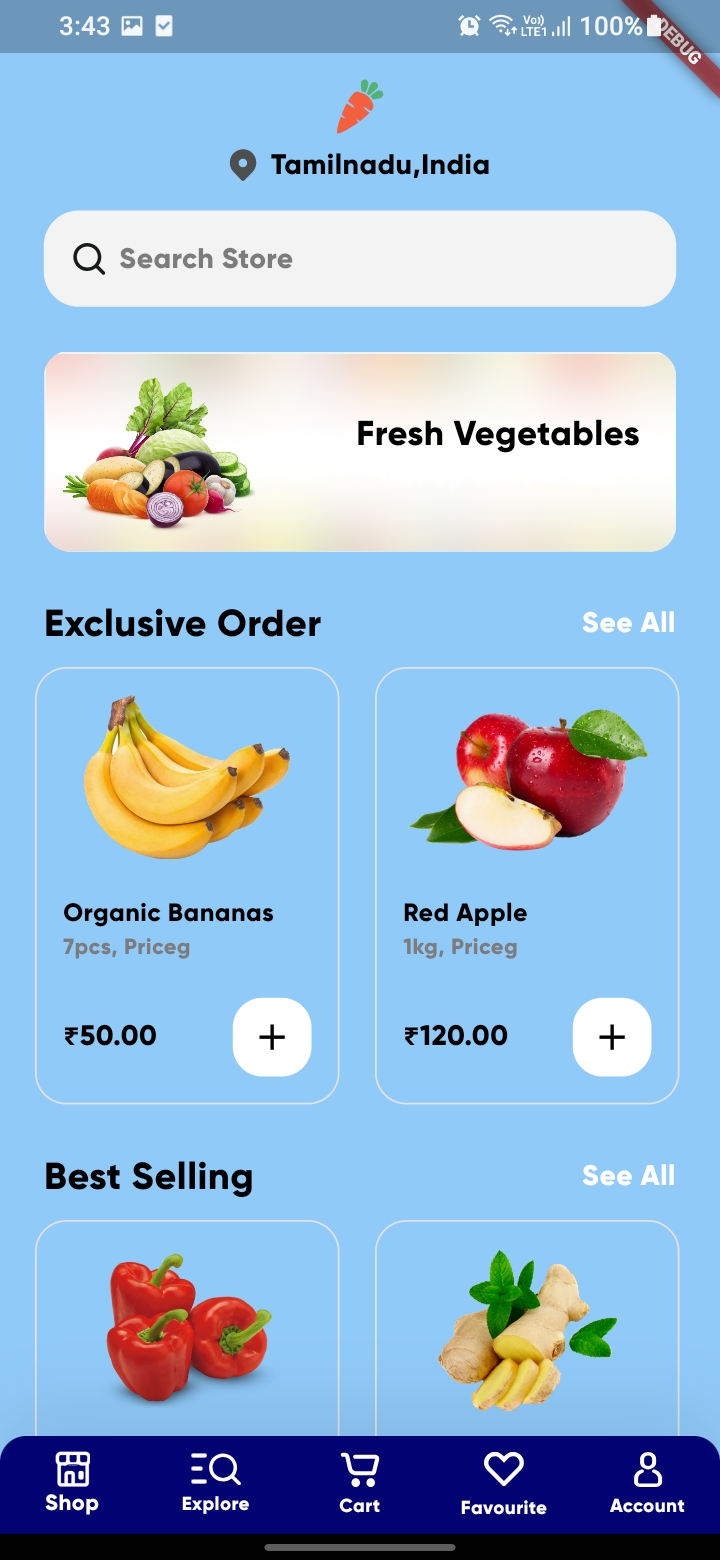 3:43
Vo)) LTE1 100%
DEBUG
Tamilnadu,India
Search Store
Fresh Vegetables
Exclusive Order See All
Organic Bananas Red Apple
7pcs, Priceg 1kg, Priceg
₹50.00 + ₹120.00 +
Best Selling See All
Shop Explore Cart Favourite Account